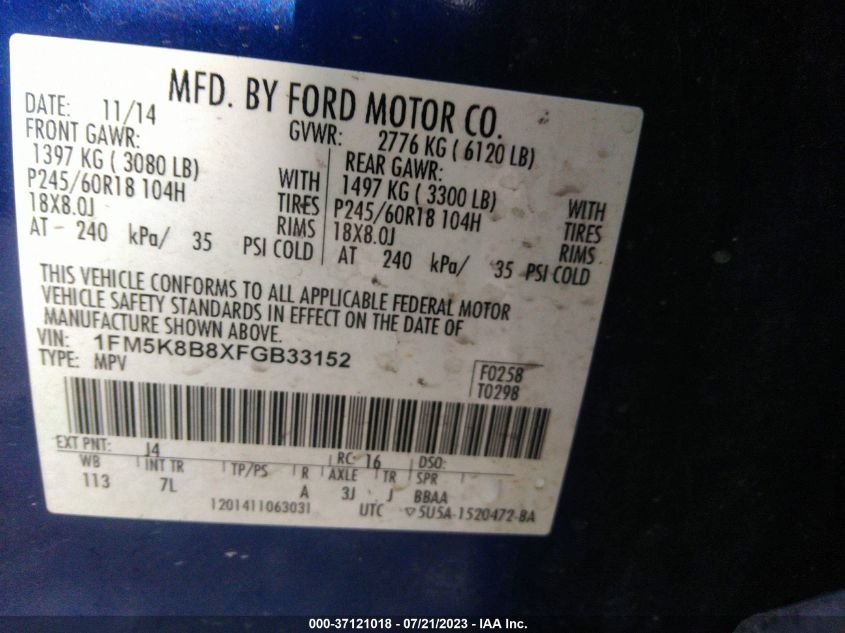 MFD. BY FORD MOTOR CO.
DATE: 11/14 GVWR: 2776 KG ( 6120 LB)
FRONT GAWR: REAR GAWR:
1397 KG ( 3080 LB) WITH 1497 KG ( 3300 LB) WITH
P245/60R18 104H TIRES P245/60R18 104H TIRES
18X8.0J RIMS 18X8.0J RIMS
AT 240 kPa/ 35 PSI COLD AT 240 kPa/ 35 PSI COLD
THIS VEHICLE CONFORMS TO ALL APPLICABLE FEDERAL MOTOR
VEHICLE SAFETY STANDARDS IN EFFECT ON THE DATE OF
MANUFACTURE SHOWN ABOVE.
VIN: 1FM5K8B8XFGB33152
TYPE: MPV
F0258
T0298
EXT PNT: J4 RC: 16 DSO:
WB INT TR TP/PS R AXLE TR SPR
113 7L A 3J J BBAA
1201411063031 UTC ▽5U5A-1520472-BA
000-37121018 - 07/21/2023 - IAA Inc.